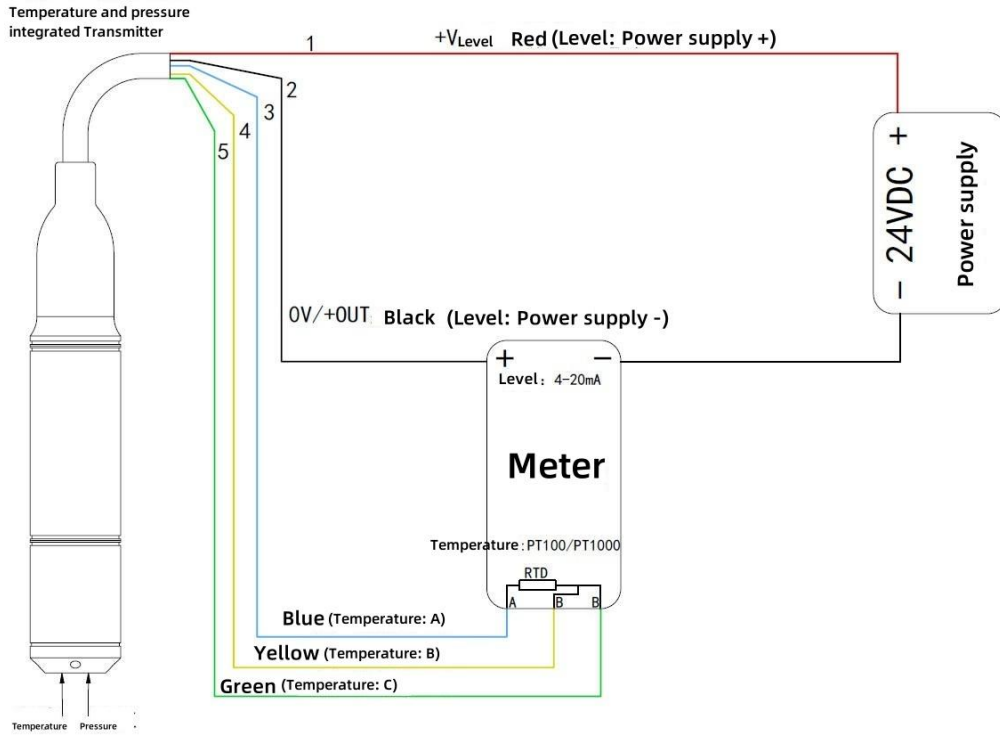 Temperature and pressure
integrated Transmitter
1
+VLevel Red (Level: Power supply +)
2
3
4
5
+
24VDC
−
Power supply
0V/+OUT: Black (Level: Power supply -)
+ −
Level: 4-20mA
Meter
Temperature:PT100/PT1000
RTD
A B B
Blue (Temperature: A)
Yellow (Temperature: B)
Green (Temperature: C)
Temperature Pressure